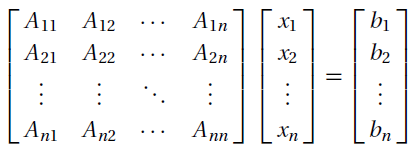 A11 A12 ⋯ A1n x1 b1
A21 A22 ⋯ A2n x2 b2
⋮ ⋮ ⋱ ⋮ ⋮ = ⋮
An1 An2 ⋯ Ann xn bn